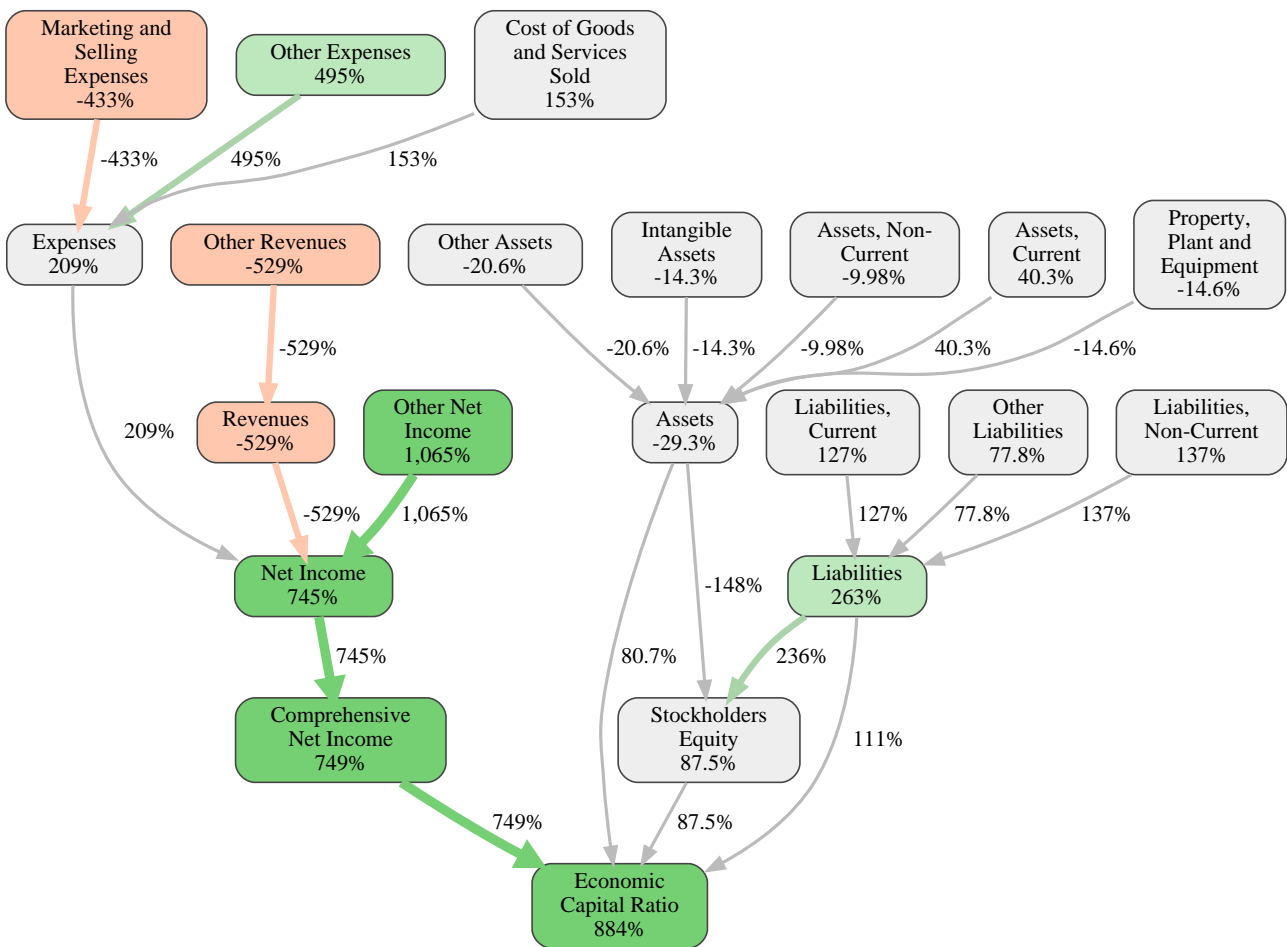 Marketing and
Selling
Expenses
-433%
Other Expenses
495%
Cost of Goods
and Services
Sold
153%
-433%
495%
153%
Expenses
209%
Other Revenues
-529%
Other Assets
-20.6%
Intangible
Assets
-14.3%
Assets, Non-
Current
-9.98%
Assets,
Current
40.3%
Property,
Plant and
Equipment
-14.6%
-529%
-20.6%
-14.3%
-9.98%
40.3%
-14.6%
209%
Revenues
-529%
Other Net
Income
1,065%
Assets
-29.3%
Liabilities,
Current
127%
Other
Liabilities
77.8%
Liabilities,
Non-Current
137%
-529%
1,065%
127%
77.8%
137%
Net Income
745%
-148%
Liabilities
263%
745%
80.7%
236%
111%
Comprehensive
Net Income
749%
Stockholders
Equity
87.5%
749%
87.5%
Economic
Capital Ratio
884%